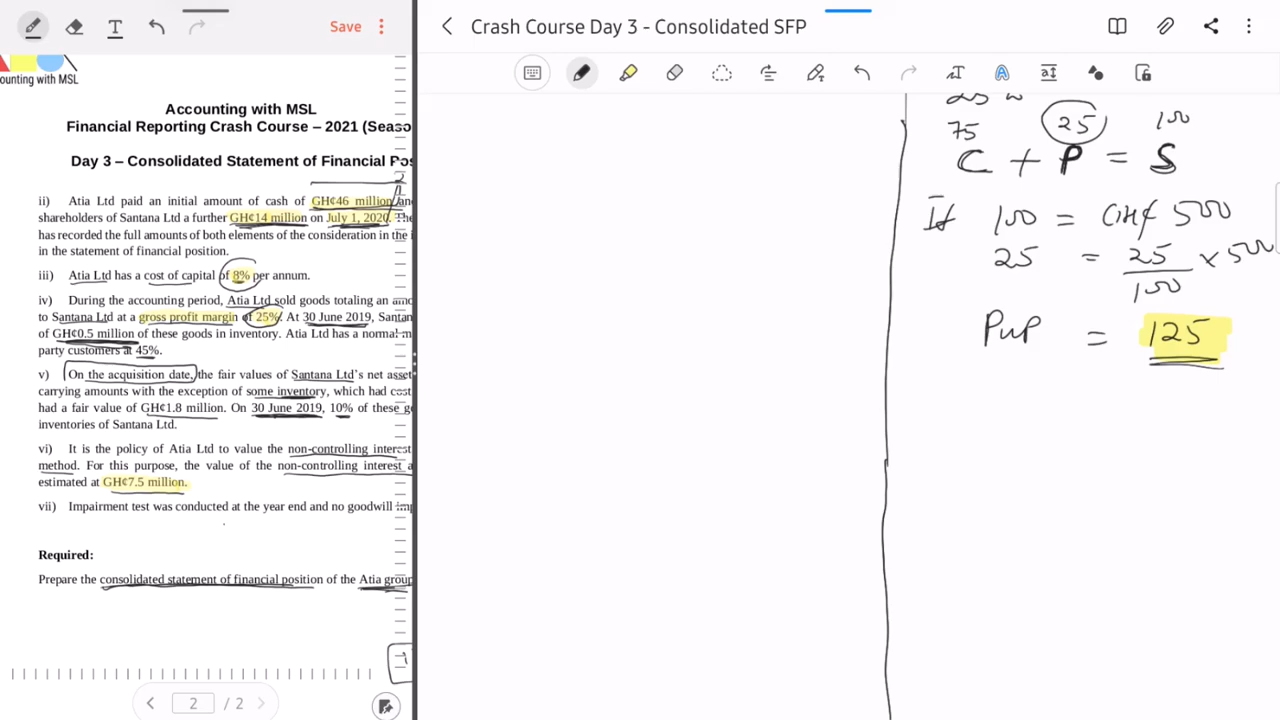 Save
Crash Course Day 3 - Consolidated SFP
ounting with MSL
Accounting with MSL
Financial Reporting Crash Course – 2021 (Seaso
Day 3 – Consolidated Statement of Financial Pos
ii) Atia Ltd paid an initial amount of cash of GH¢46 million an
shareholders of Santana Ltd a further GH¢14 million on July 1, 2020. The
has recorded the full amounts of both elements of the consideration in the i
in the statement of financial position.
iii) Atia Ltd has a cost of capital of 8% per annum.
iv) During the accounting period, Atia Ltd sold goods totaling an amo
to Santana Ltd at a gross profit margin of 25%. At 30 June 2019, Santan
of GH¢0.5 million of these goods in inventory. Atia Ltd has a normal m
party customers at 45%.
v) On the acquisition date, the fair values of Santana Ltd's net asset
carrying amounts with the exception of some inventory, which had cost
had a fair value of GH¢1.8 million. On 30 June 2019, 10% of these go
inventories of Santana Ltd.
vi) It is the policy of Atia Ltd to value the non-controlling interest
method. For this purpose, the value of the non-controlling interest a
estimated at GH¢7.5 million.
vii) Impairment test was conducted at the year end and no goodwill imp
Required:
Prepare the consolidated statement of financial position of the Atia group
2 / 2
75 25 100
C + P = S
If 100 = GH¢ 500
25 = 25/100 × 500
PUP = 125